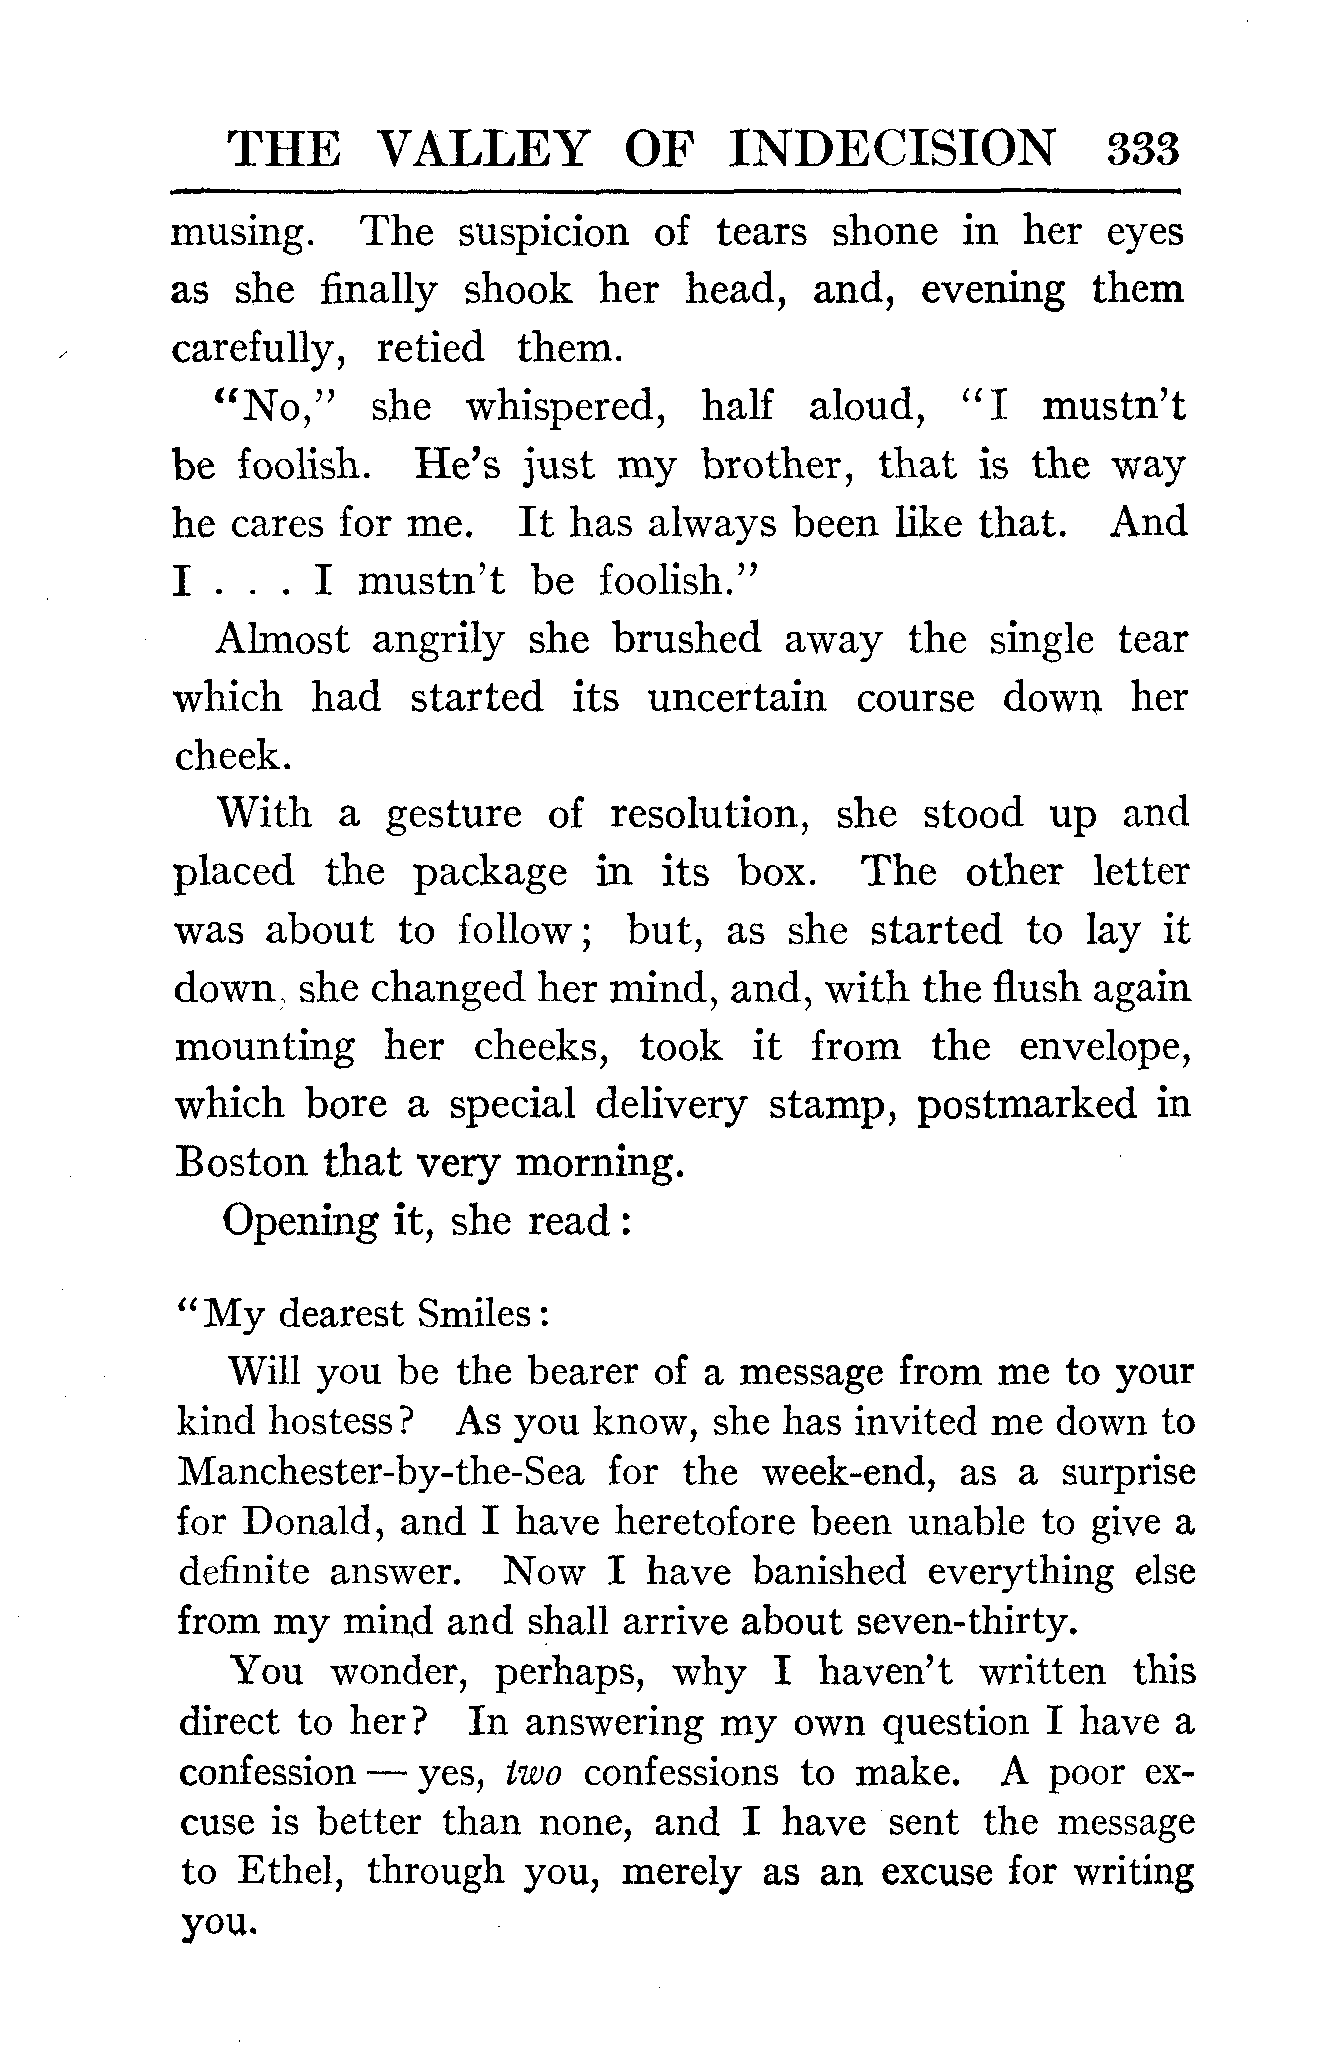 THE VALLEY OF INDECISION 333
musing. The suspicion of tears shone in her eyes
as she finally shook her head, and, evening them
carefully, retied them.
"No," she whispered, half aloud, "I mustn't
be foolish. He's just my brother, that is the way
he cares for me. It has always been like that. And
I . . . I mustn't be foolish."
Almost angrily she brushed away the single tear
which had started its uncertain course down her
cheek.
With a gesture of resolution, she stood up and
placed the package in its box. The other letter
was about to follow; but, as she started to lay it
down, she changed her mind, and, with the flush again
mounting her cheeks, took it from the envelope,
which bore a special delivery stamp, postmarked in
Boston that very morning.
Opening it, she read:
"My dearest Smiles:
Will you be the bearer of a message from me to your
kind hostess? As you know, she has invited me down to
Manchester-by-the-Sea for the week-end, as a surprise
for Donald, and I have heretofore been unable to give a
definite answer. Now I have banished everything else
from my mind and shall arrive about seven-thirty.
You wonder, perhaps, why I haven't written this
direct to her? In answering my own question I have a
confession — yes, two confessions to make. A poor ex-
cuse is better than none, and I have sent the message
to Ethel, through you, merely as an excuse for writing
you.